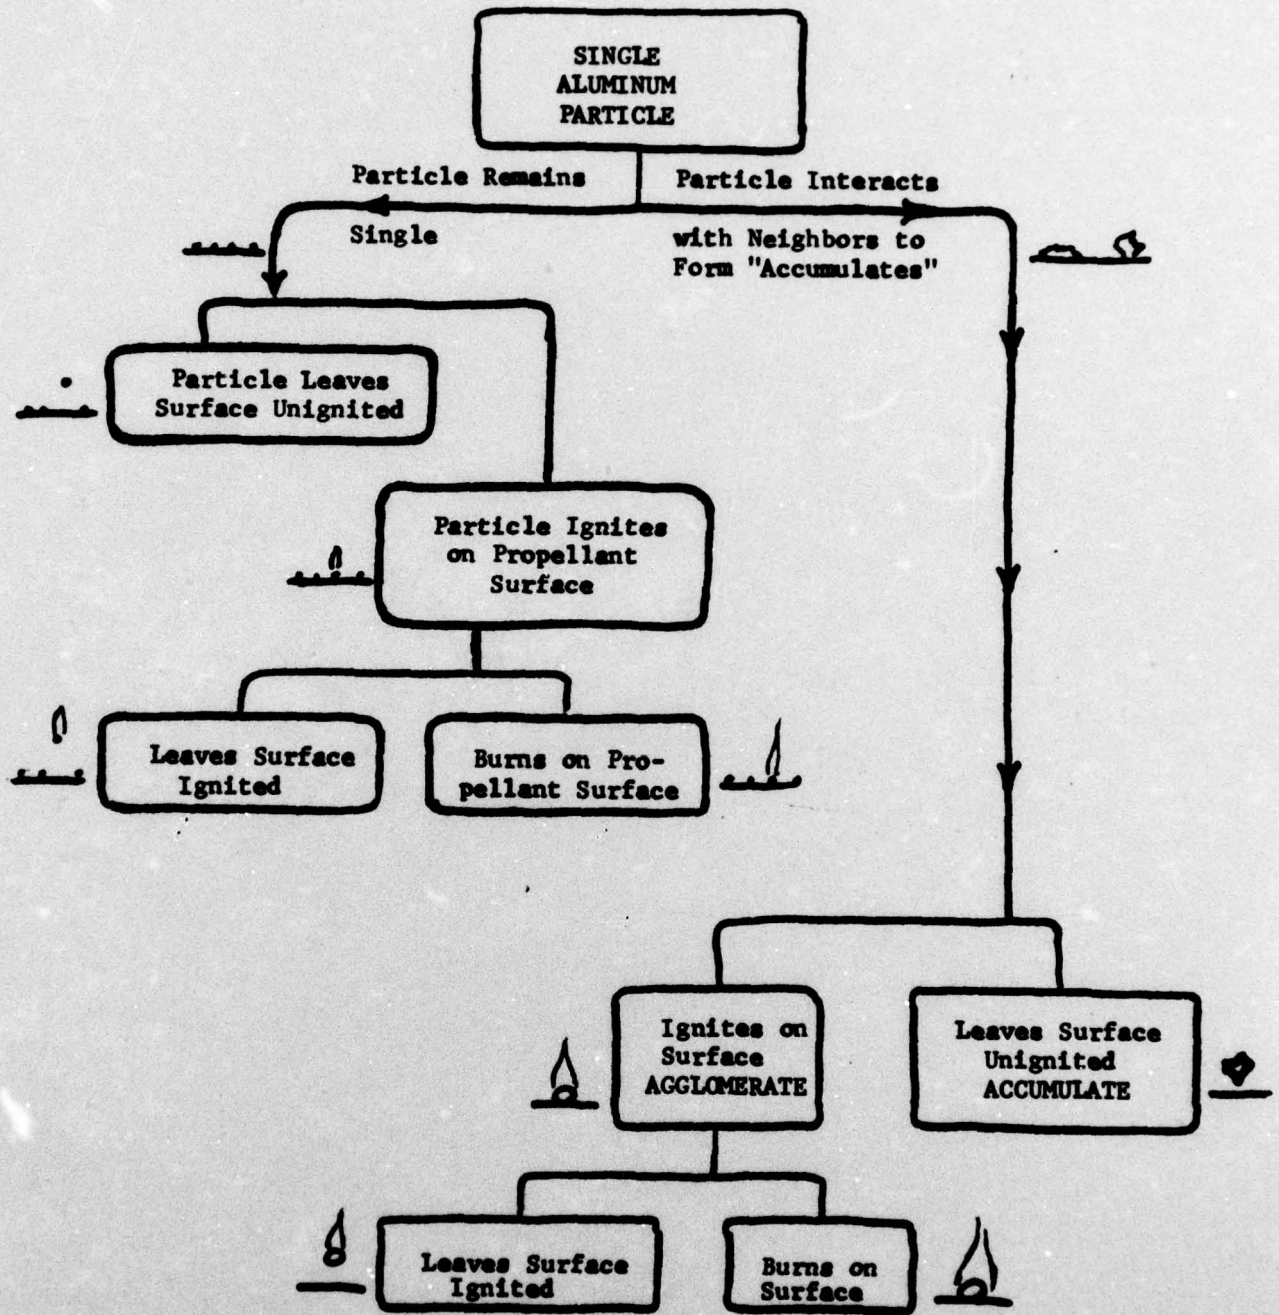 SINGLE
ALUMINUM
PARTICLE
Particle Remains
Single
Particle Interacts
with Neighbors to
Form "Accumulates"
Particle Leaves
Surface Unignited
Particle Ignites
on Propellant
Surface
Leaves Surface
Ignited
Burns on Pro-
pellant Surface
Ignites on
Surface
AGGLOMERATE
Leaves Surface
Unignited
ACCUMULATE
Leaves Surface
Ignited
Burns on
Surface